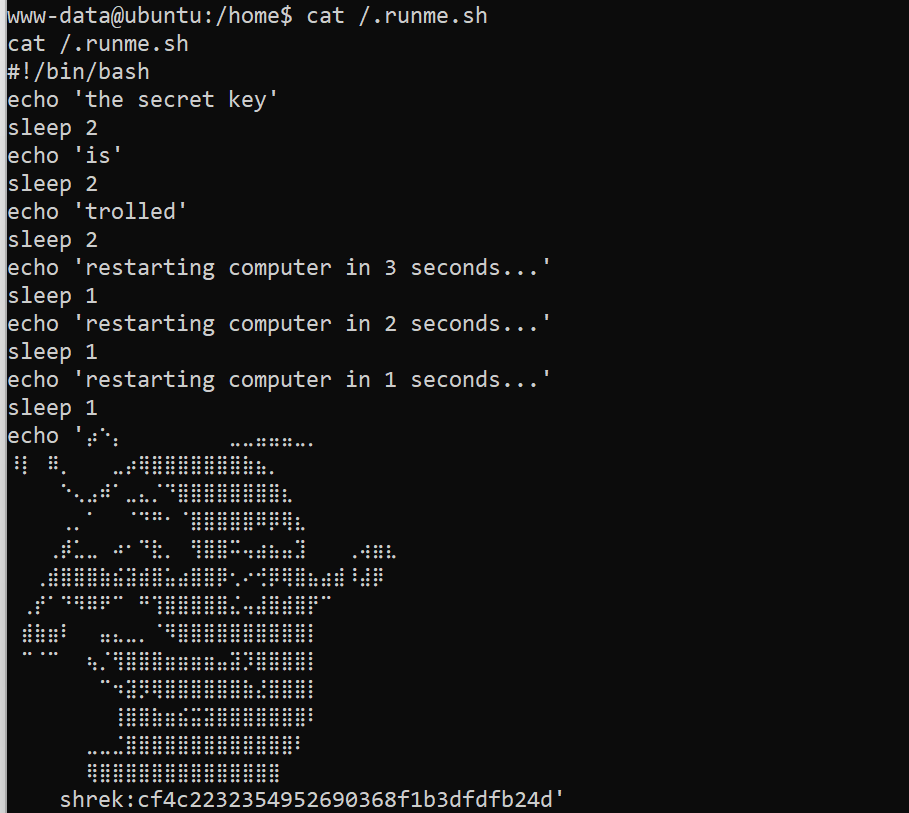 www-data@ubuntu:/home$ cat /.runme.sh
cat /.runme.sh
#!/bin/bash
echo 'the secret key'
sleep 2
echo 'is'
sleep 2
echo 'trolled'
sleep 2
echo 'restarting computer in 3 seconds...'
sleep 1
echo 'restarting computer in 2 seconds...'
sleep 1
echo 'restarting computer in 1 seconds...'
sleep 1
echo '
shrek:cf4c2232354952690368f1b3dfdfb24d'